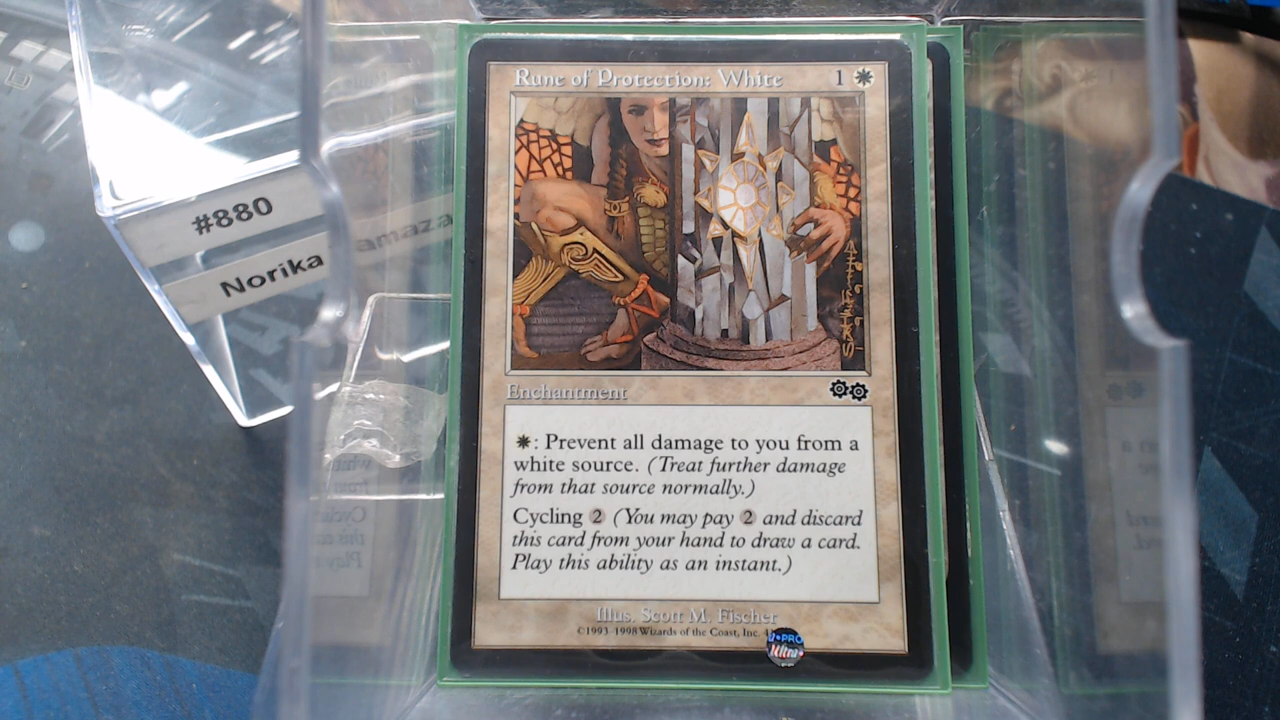 #880
Norika
amaza
Rune of Protection: White 1
Enchantment
: Prevent all damage to you from a
white source. (Treat further damage
from that source normally.)
Cycling 2 (You may pay 2 and discard
this card from your hand to draw a card.
Play this ability as an instant.)
Illus. Scott M. Fischer
©1993-1998 Wizards of the Coast, Inc.
PRO
Ultra